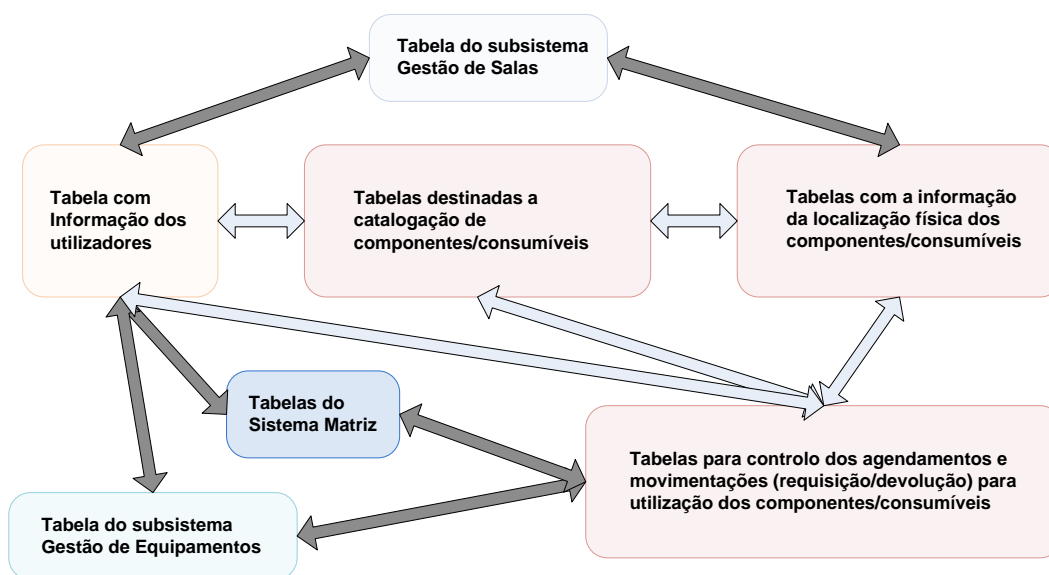 Tabela do subsistema
Gestão de Salas
Tabela com
Informação dos
utilizadores
Tabelas destinadas a
catalogação de
componentes/consumíveis
Tabelas com a informação
da localização física dos
componentes/consumíveis
Tabelas do
Sistema Matriz
Tabelas para controlo dos agendamentos e
movimentações (requisição/devolução) para
utilização dos componentes/consumíveis
Tabela do subsistema
Gestão de Equipamentos